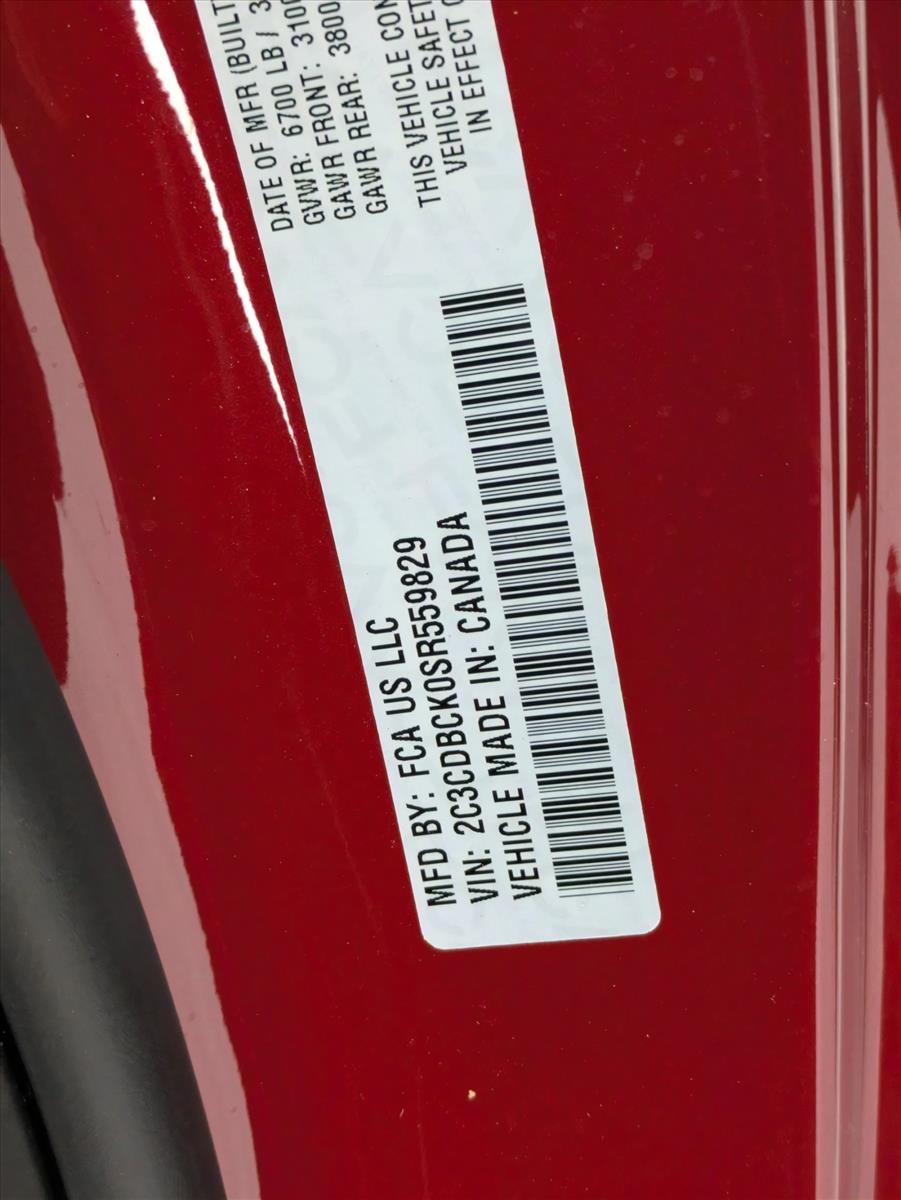 MFD BY: FCA US LLC
VIN: 2C3CDBCK0SR559829
VEHICLE MADE IN: CANADA
DATE OF MFR (BUILT
GVWR: 6700 LB / 3
GAWR FRONT: 3100
GAWR REAR: 3800
THIS VEHICLE CON
VEHICLE SAFET
IN EFFECT